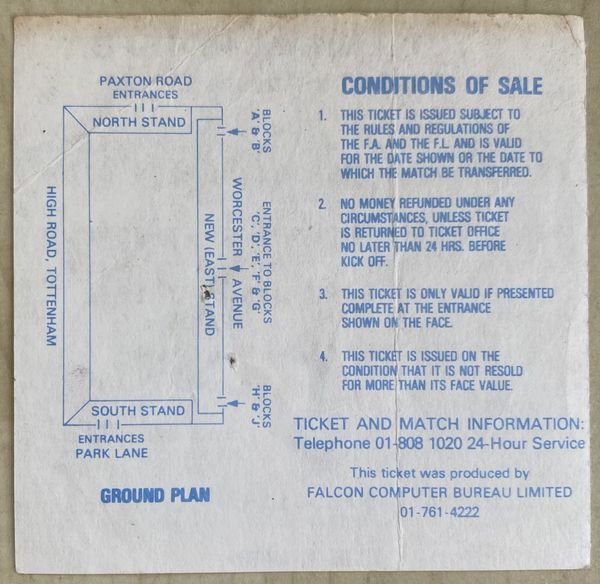 PAXTON ROAD
ENTRANCES
NORTH STAND
BLOCKS
'A' & 'B'
HIGH ROAD, TOTTENHAM
NEW (EAST) STAND
WORCESTER AVENUE
ENTRANCE TO BLOCKS
'C', 'D', 'E', 'F' & 'G'
BLOCKS
'H' & 'J'
SOUTH STAND
ENTRANCES
PARK LANE
GROUND PLAN
CONDITIONS OF SALE
1. THIS TICKET IS ISSUED SUBJECT TO
THE RULES AND REGULATIONS OF
THE F.A. AND THE F.L. AND IS VALID
FOR THE DATE SHOWN OR THE DATE TO
WHICH THE MATCH BE TRANSFERRED.
2. NO MONEY REFUNDED UNDER ANY
CIRCUMSTANCES, UNLESS TICKET
IS RETURNED TO TICKET OFFICE
NO LATER THAN 24 HRS. BEFORE
KICK OFF.
3. THIS TICKET IS ONLY VALID IF PRESENTED
COMPLETE AT THE ENTRANCE
SHOWN ON THE FACE.
4. THIS TICKET IS ISSUED ON THE
CONDITION THAT IT IS NOT RESOLD
FOR MORE THAN ITS FACE VALUE.
TICKET AND MATCH INFORMATION:
Telephone 01-808 1020 24-Hour Service
This ticket was produced by
FALCON COMPUTER BUREAU LIMITED
01-761-4222